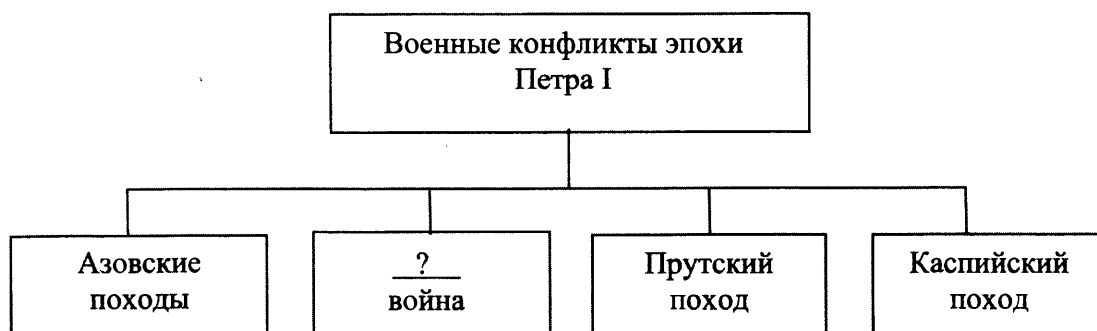 Военные конфликты эпохи
Петра I
Азовские
походы
?
война
Прутский
поход
Каспийский
поход